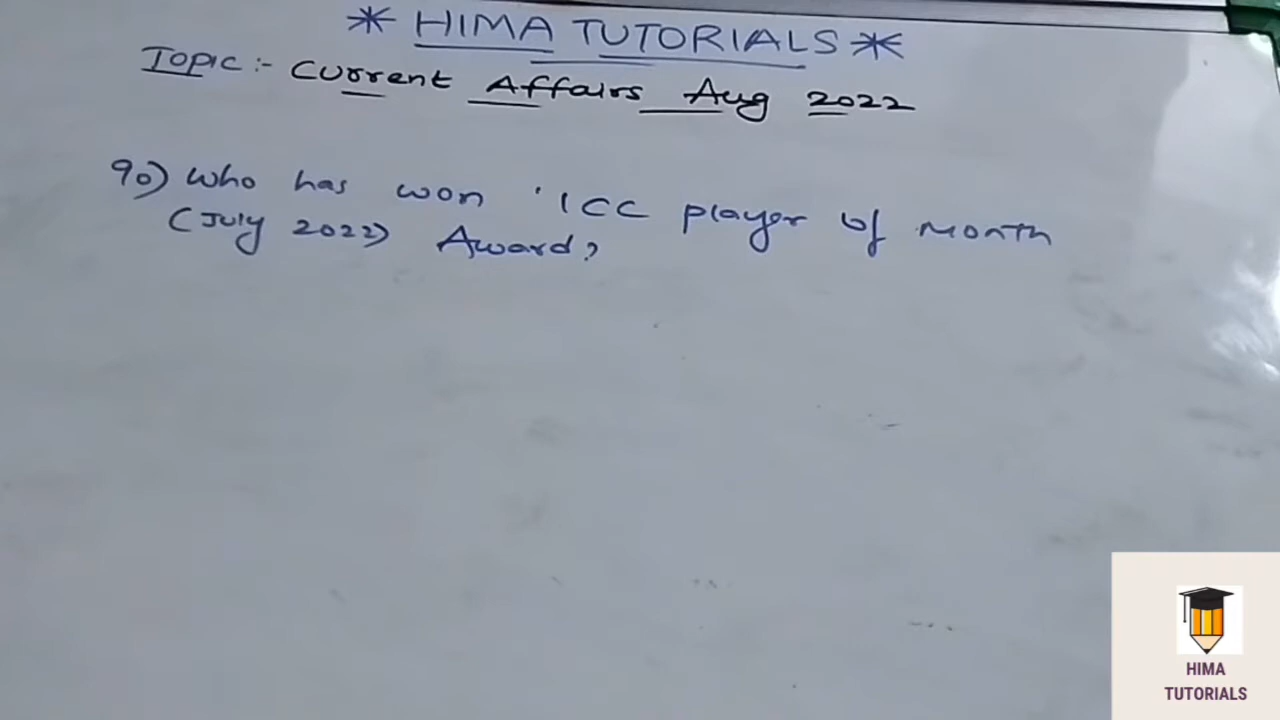 * HIMA TUTORIALS *
Topic :- Current Affairs Aug 2022
90) Who has won 'ICC player of Month
(July 2022) Award?
HIMA
TUTORIALS